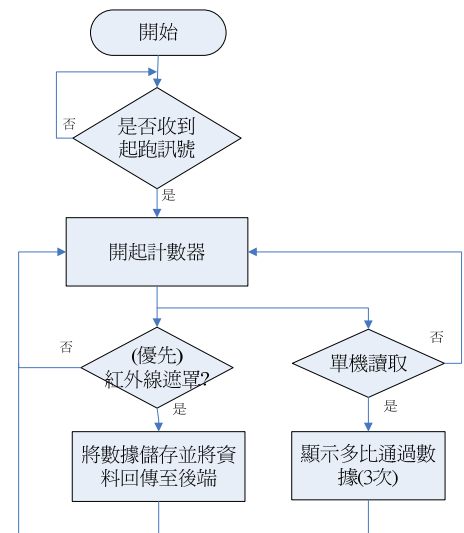 開始
否
是否收到
起跑訊號
是
開起計數器
否
(優先)
紅外線遮罩?
單機讀取
否
是
是
將數據儲存並將資
料回傳至後端
顯示多比通過數
據(3次)